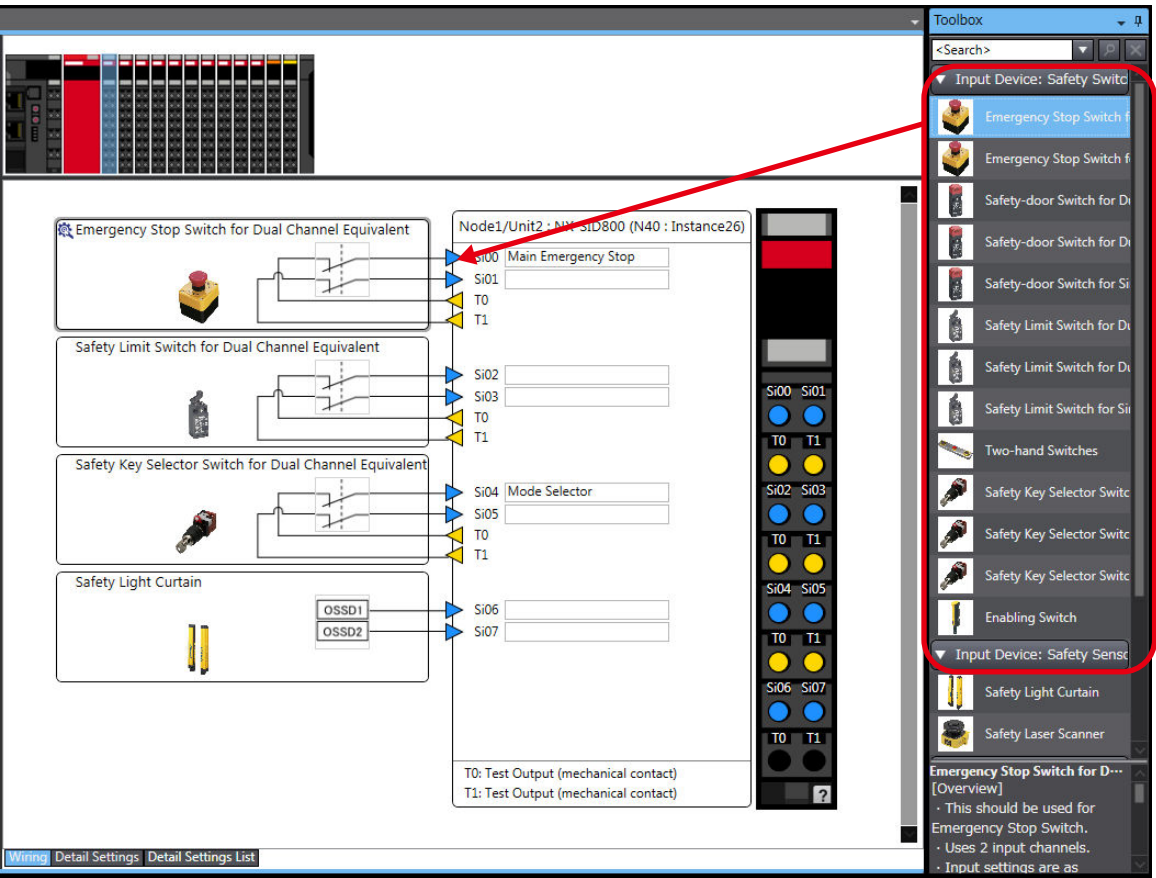 Toolbox
<Search>
Input Device: Safety Switc
Emergency Stop Switch f
Emergency Stop Switch f
Safety-door Switch for Du
Safety-door Switch for Du
Safety-door Switch for Si
Safety Limit Switch for Du
Safety Limit Switch for Du
Safety Limit Switch for Si
Two-hand Switches
Safety Key Selector Switc
Safety Key Selector Switc
Safety Key Selector Switc
Enabling Switch
Input Device: Safety Senso
Safety Light Curtain
Safety Laser Scanner
Emergency Stop Switch for D···
[Overview]
· This should be used for
Emergency Stop Switch.
· Uses 2 input channels.
· Input settings are as
Emergency Stop Switch for Dual Channel Equivalent
Safety Limit Switch for Dual Channel Equivalent
Safety Key Selector Switch for Dual Channel Equivalent
Safety Light Curtain
OSSD1
OSSD2
Node1/Unit2 : NX-SID800 (N40 : Instance26)
Si00 Main Emergency Stop
Si01
T0
T1
Si02
Si03
T0
T1
Si04 Mode Selector
Si05
T0
T1
Si06
Si07
T0: Test Output (mechanical contact)
T1: Test Output (mechanical contact)
Si00 Si01
T0 T1
Si02 Si03
T0 T1
Si04 Si05
T0 T1
Si06 Si07
T0 T1
?
Wiring Detail Settings Detail Settings List